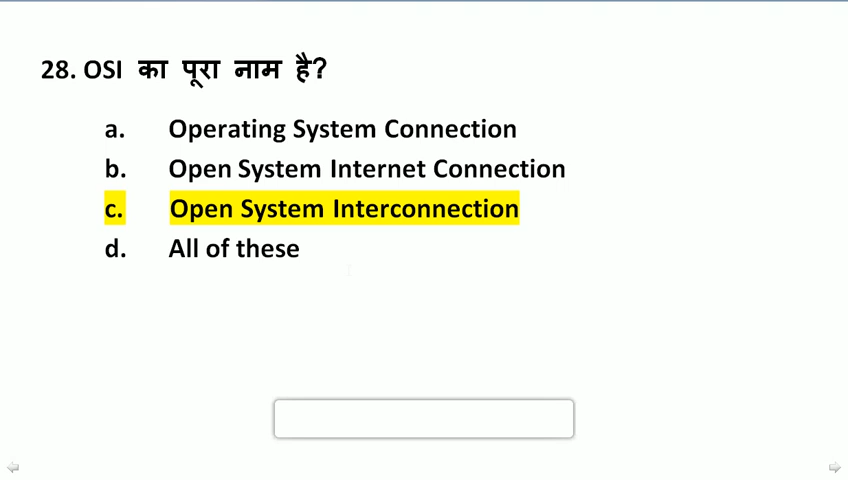 28. OSI का पूरा नाम है?
a. Operating System Connection
b. Open System Internet Connection
c. Open System Interconnection
d. All of these